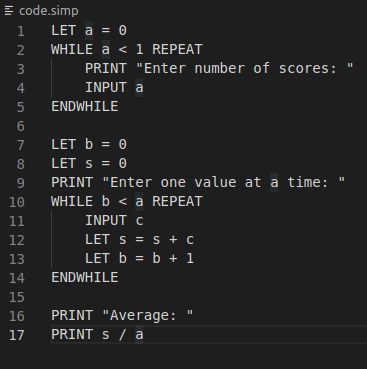 code.simp
1 LET a = 0
2 WHILE a < 1 REPEAT
3     PRINT "Enter number of scores: "
4     INPUT a
5 ENDWHILE
6
7 LET b = 0
8 LET s = 0
9 PRINT "Enter one value at a time: "
10 WHILE b < a REPEAT
11     INPUT c
12     LET s = s + c
13     LET b = b + 1
14 ENDWHILE
15
16 PRINT "Average: "
17 PRINT s / a